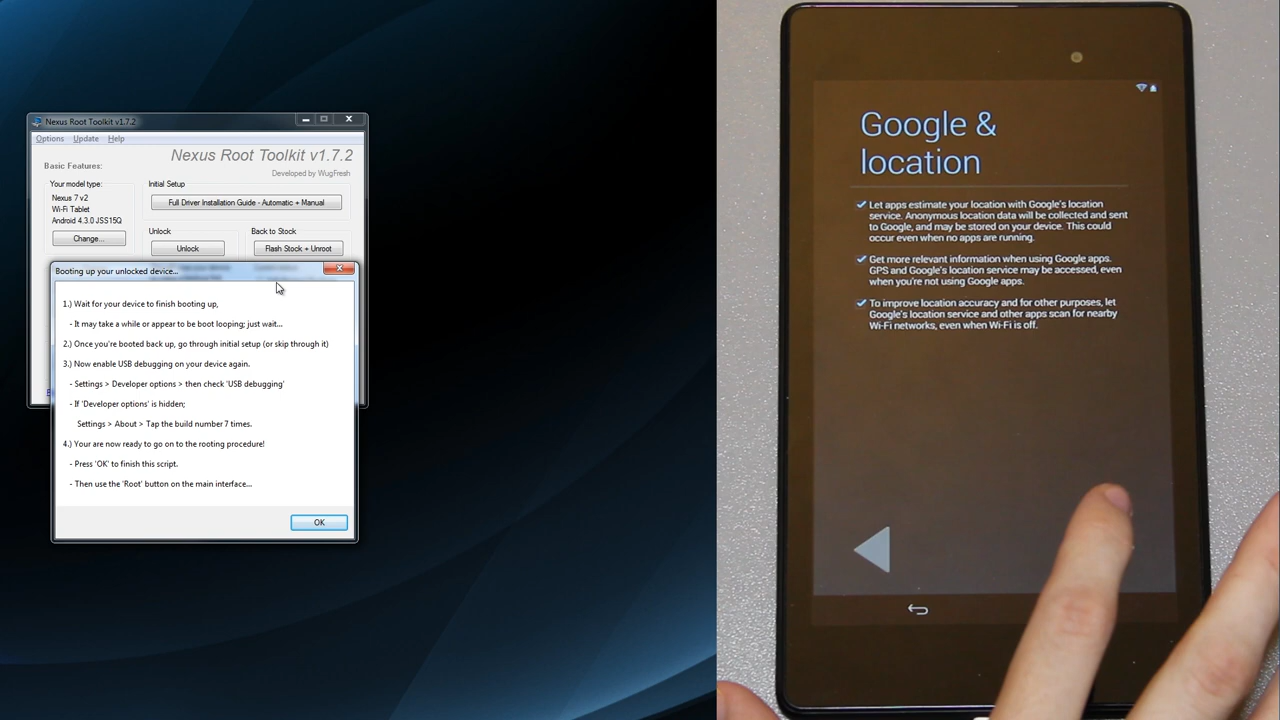 Nexus Root Toolkit v1.7.2
Options Update Help
Nexus Root Toolkit v1.7.2
Developed by WugFresh
Basic Features:
Your model type:
Nexus 7 v2
Wi-Fi Tablet
Android 4.3.0 JSS15Q
Change...
Initial Setup
Full Driver Installation Guide - Automatic + Manual
Unlock
Unlock
Back to Stock
Flash Stock + Unroot
Booting up your unlocked device...
1.) Wait for your device to finish booting up,
- It may take a while or appear to be boot looping; just wait...
2.) Once you're booted back up, go through initial setup (or skip through it)
3.) Now enable USB debugging on your device again.
- Settings > Developer options > then check 'USB debugging'
- If 'Developer options' is hidden;
Settings > About > Tap the build number 7 times.
4.) Your are now ready to go on to the rooting procedure!
- Press 'OK' to finish this script.
- Then use the 'Root' button on the main interface...
OK
Google &
location
Let apps estimate your location with Google's location
service. Anonymous location data will be collected and sent
to Google, and may be stored on your device. This could
occur even when no apps are running.
Get more relevant information when using Google apps.
GPS and Google's location service may be accessed, even
when you're not using Google apps.
To improve location accuracy and for other purposes, let
Google's location service and other apps scan for nearby
Wi-Fi networks, even when Wi-Fi is off.